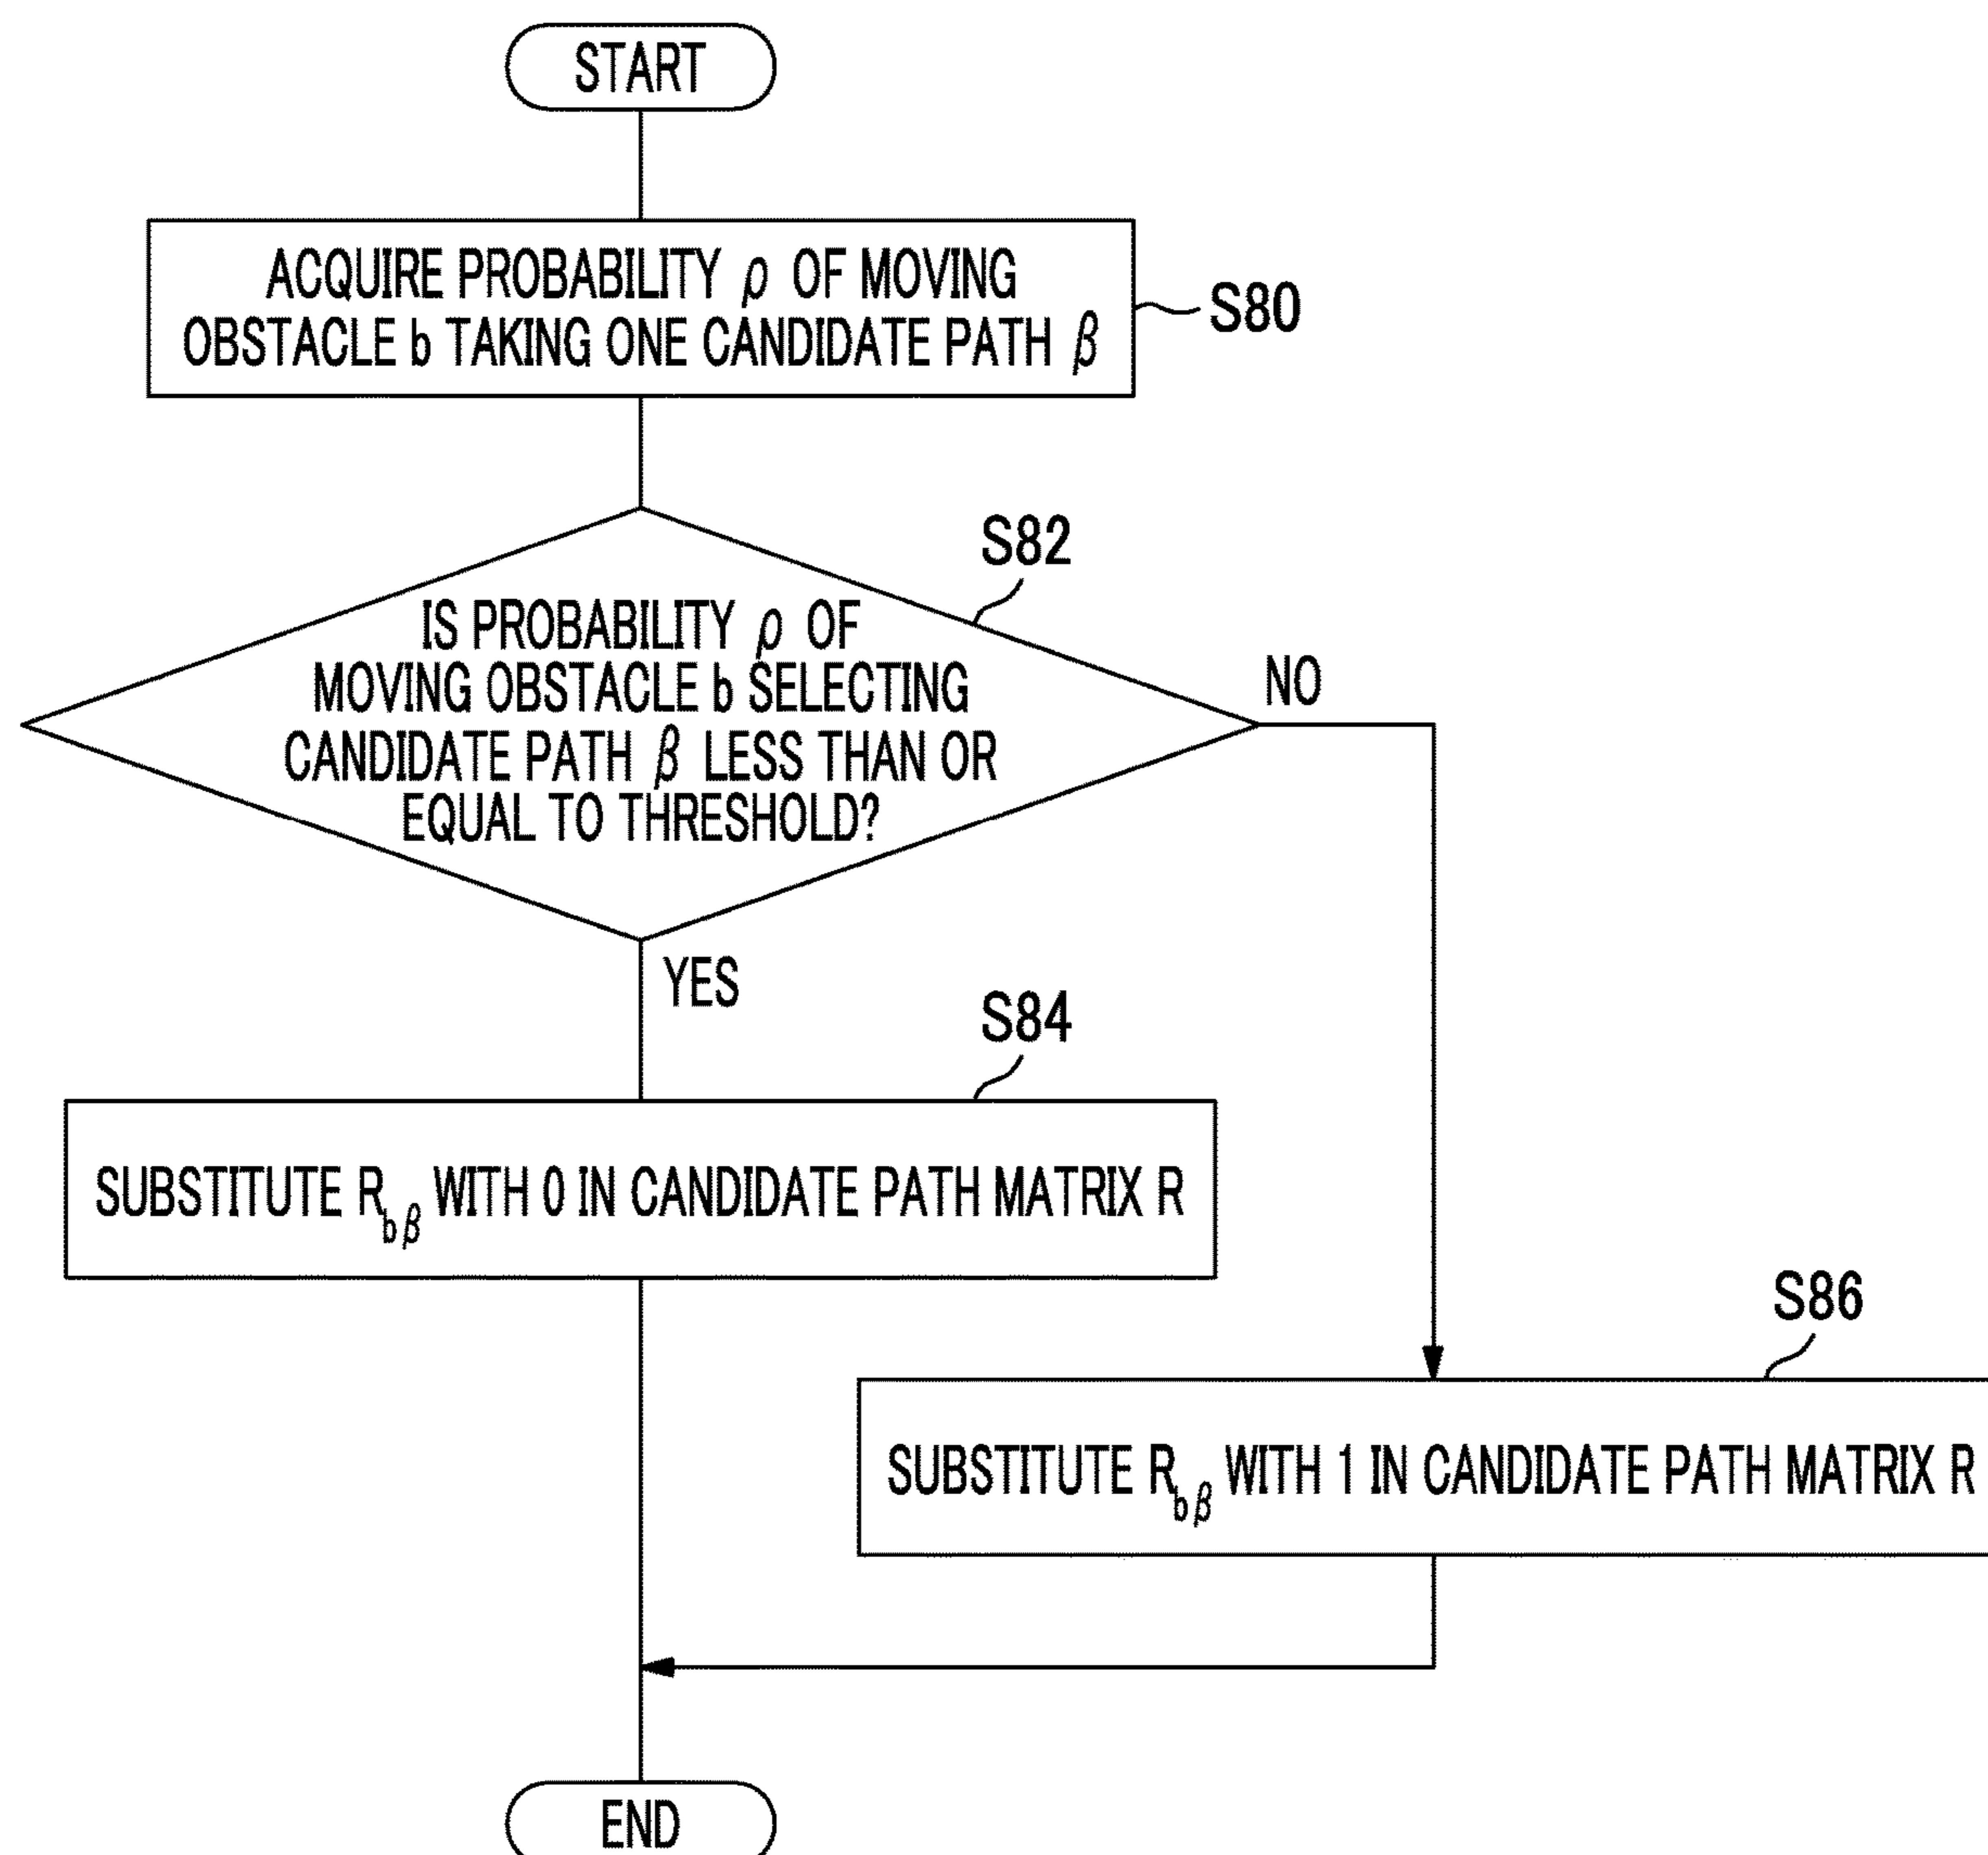 START
ACQUIRE PROBABILITY ρ OF MOVING
OBSTACLE b TAKING ONE CANDIDATE PATH β
S80
S82
IS PROBABILITY ρ OF
MOVING OBSTACLE b SELECTING
CANDIDATE PATH β LESS THAN OR
EQUAL TO THRESHOLD?
NO
YES
S84
SUBSTITUTE R_bβ WITH 0 IN CANDIDATE PATH MATRIX R
S86
SUBSTITUTE R_bβ WITH 1 IN CANDIDATE PATH MATRIX R
END